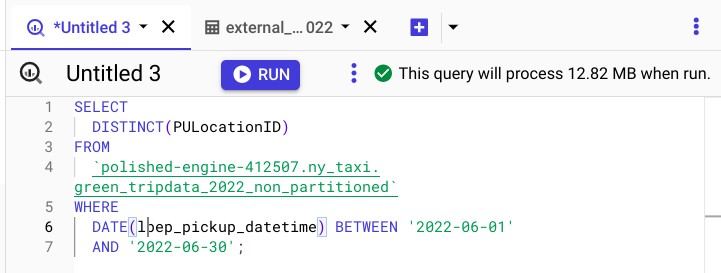 *Untitled 3
external_... 022
Untitled 3
RUN
This query will process 12.82 MB when run.
1 SELECT
2 DISTINCT(PULocationID)
3 FROM
4 `polished-engine-412507.ny_taxi.
green_tripdata_2022_non_partitioned`
5 WHERE
6 DATE(lpep_pickup_datetime) BETWEEN '2022-06-01'
7 AND '2022-06-30';